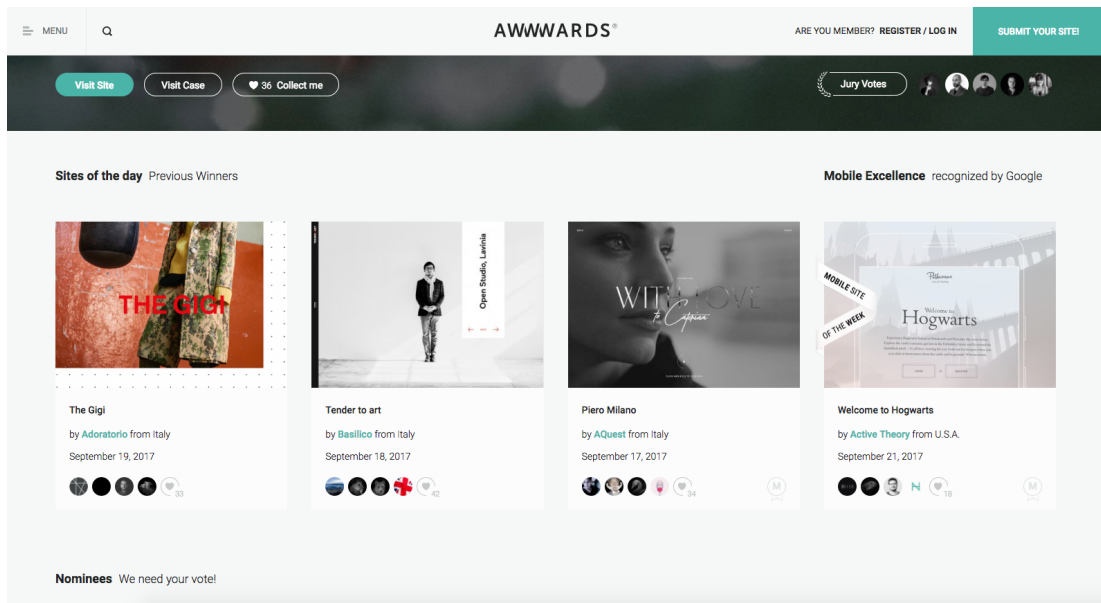 MENU
AWWWARDS®
ARE YOU MEMBER? REGISTER / LOG IN
SUBMIT YOUR SITE!
Visit Site
Visit Case
36 Collect me
Jury Votes
Sites of the day Previous Winners
Mobile Excellence recognized by Google
THE GIGI
Open Studio, Lavinia
WITH LOVE
to Caprian
MOBILE SITE
OF THE WEEK
Pottermore
Welcome to
Hogwarts
The Gigi
by Adoratorio from Italy
September 19, 2017
33
Tender to art
by Basilico from Italy
September 18, 2017
42
Piero Milano
by AQuest from Italy
September 17, 2017
34
M
Welcome to Hogwarts
by Active Theory from U.S.A.
September 21, 2017
18
M
Nominees We need your vote!